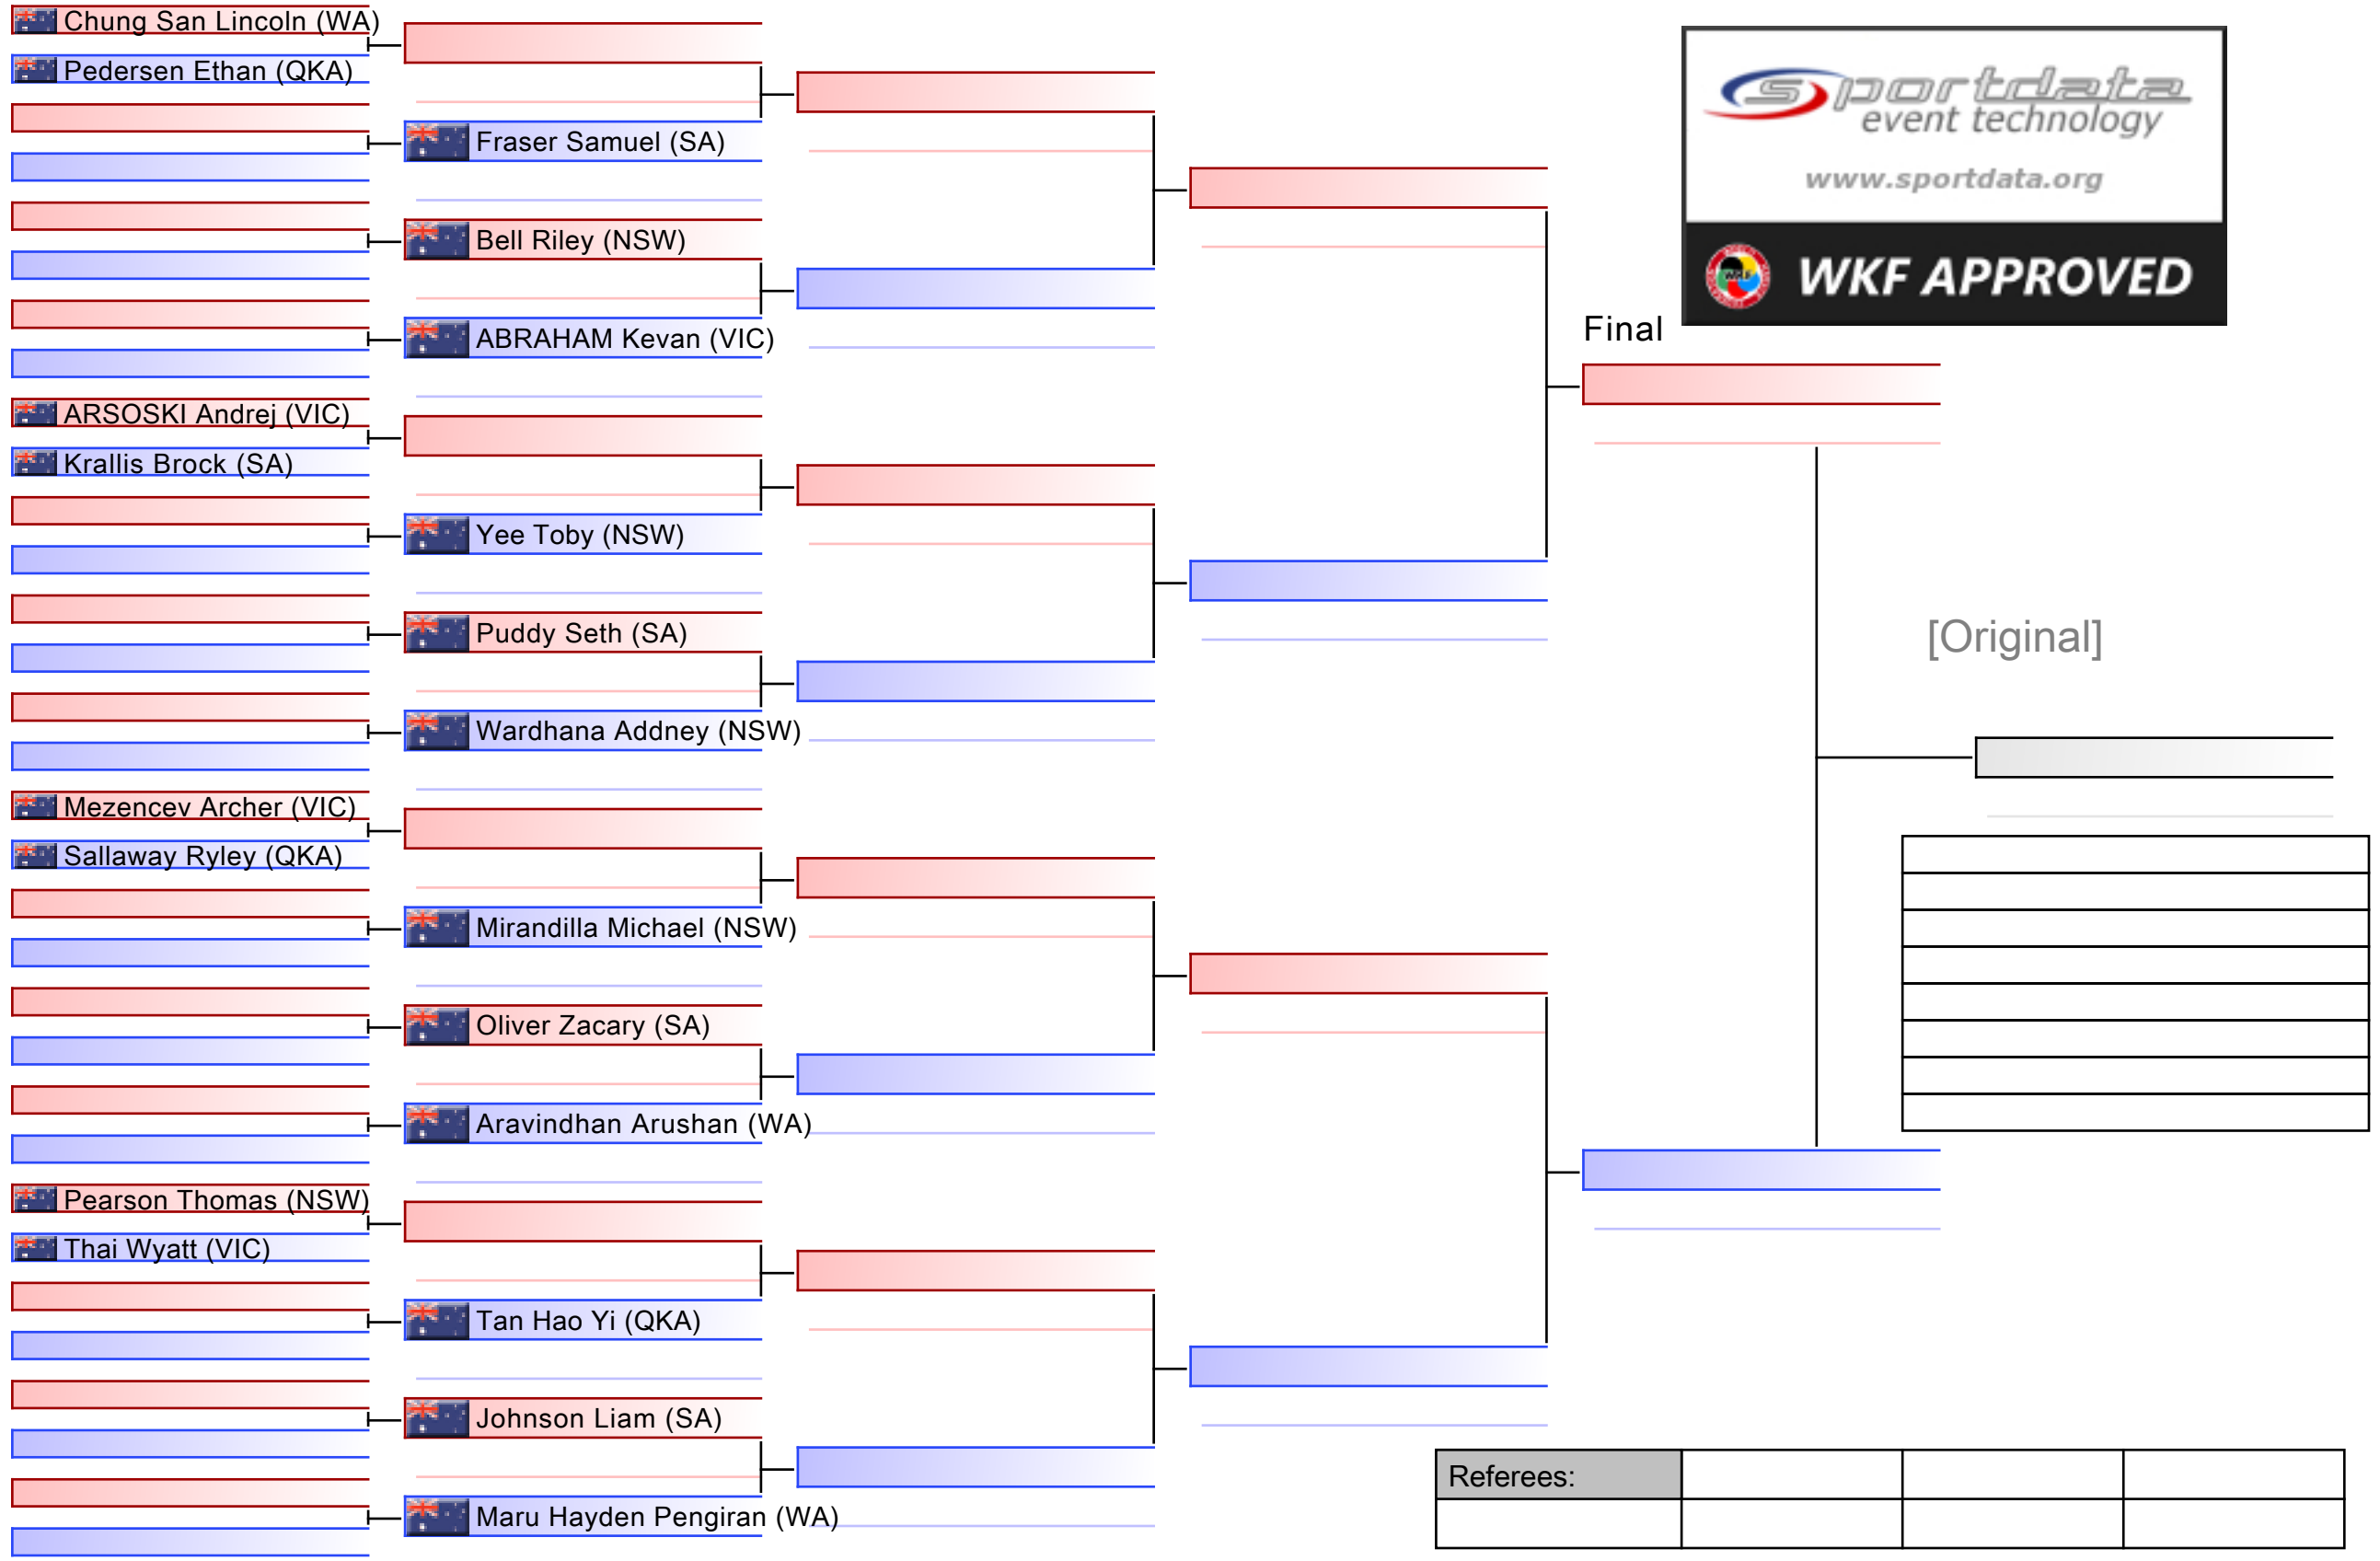 Chung San Lincoln (WA)
Pedersen Ethan (QKA)
Fraser Samuel (SA)
Bell Riley (NSW)
ABRAHAM Kevan (VIC)
ARSOSKI Andrej (VIC)
Krallis Brock (SA)
Yee Toby (NSW)
Puddy Seth (SA)
Wardhana Addney (NSW)
Mezencev Archer (VIC)
Sallaway Ryley (QKA)
Mirandilla Michael (NSW)
Oliver Zacary (SA)
Aravindhan Arushan (WA)
Pearson Thomas (NSW)
Thai Wyatt (VIC)
Tan Hao Yi (QKA)
Johnson Liam (SA)
Maru Hayden Pengiran (WA)
sportdata
event technology
www.sportdata.org
WKF
WKF APPROVED
Final
[Original]
Referees: